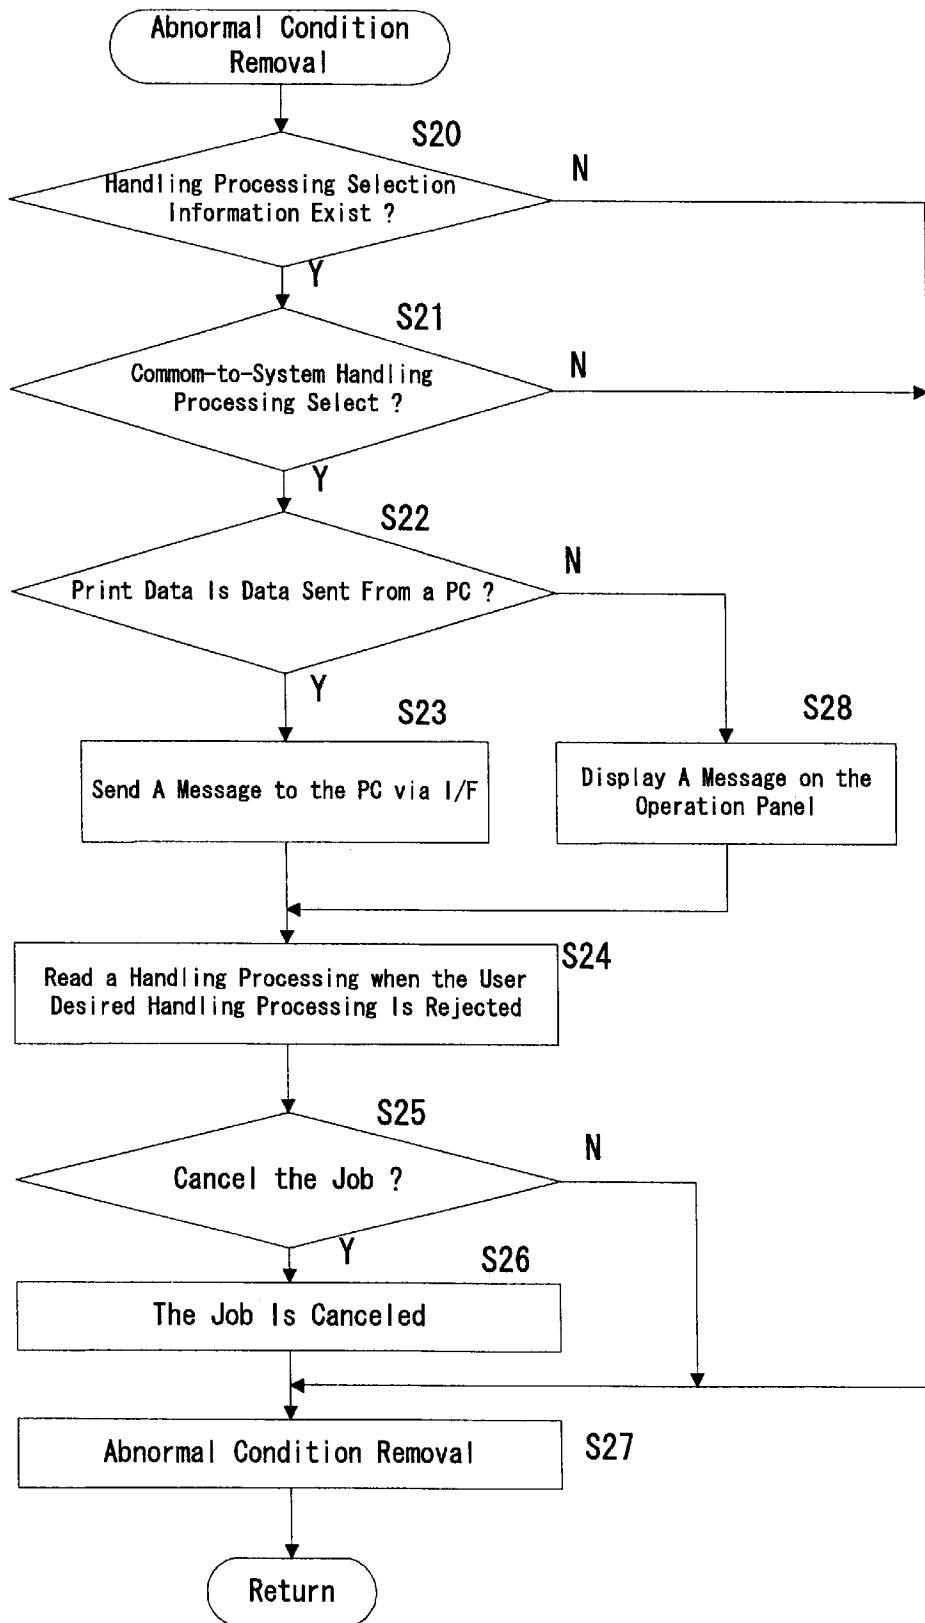 Abnormal Condition
Removal
S20
Handling Processing Selection
Information Exist ?
N
Y
S21
Commom-to-System Handling
Processing Select ?
N
Y
S22
Print Data Is Data Sent From a PC ?
N
Y
S23
Send A Message to the PC via I/F
S28
Display A Message on the
Operation Panel
S24
Read a Handling Processing when the User
Desired Handling Processing Is Rejected
S25
Cancel the Job ?
N
Y
S26
The Job Is Canceled
Abnormal Condition Removal
S27
Return